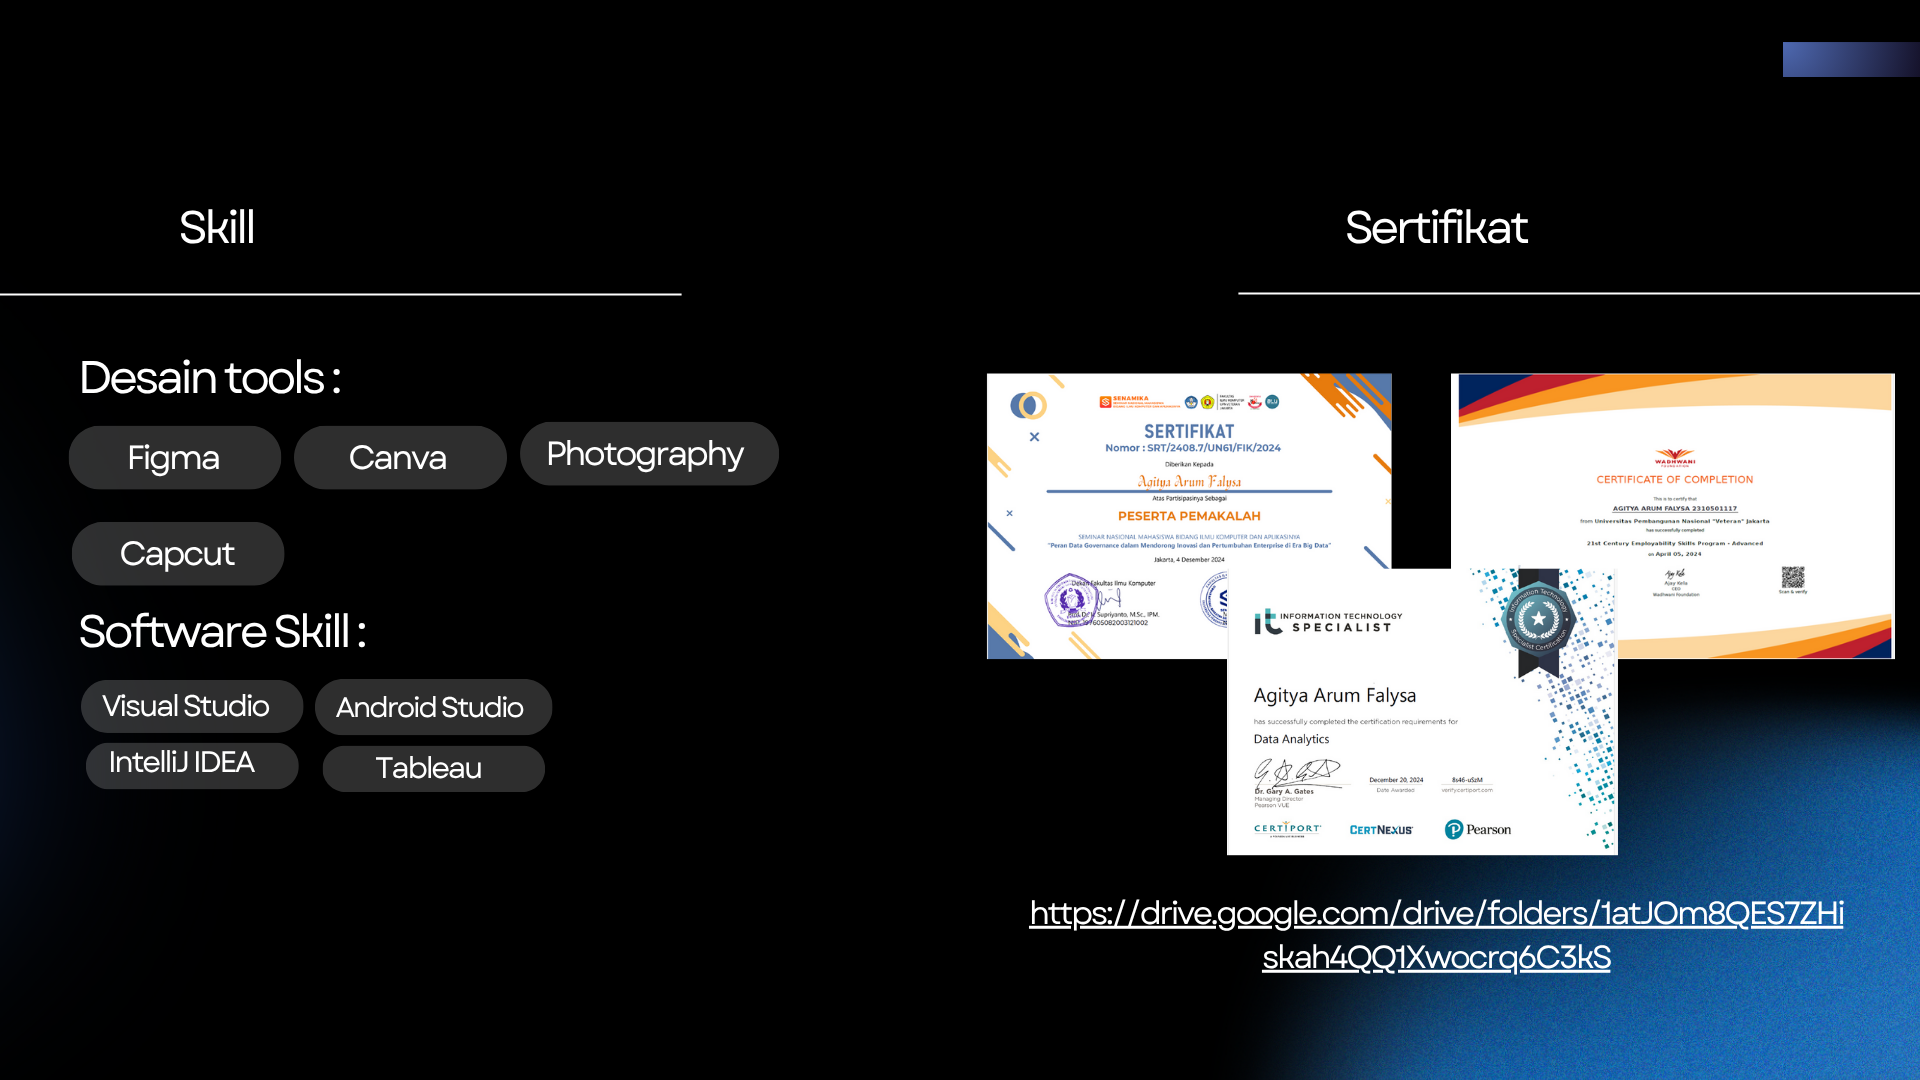 Skill
Desain tools :
Figma
Canva
Photography
Capcut
Software Skill :
Visual Studio
Android Studio
IntelliJ IDEA
Tableau
Sertifikat
SENAMIKA
SERTIFIKAT
Nomor : SRT/2408.7/UN61/FIK/2024
Diberikan Kepada
Agitya Arum Falysa
Atas Partisipasinya Sebagai
PESERTA PEMAKALAH
SEMINAR NASIONAL MAHASISWA BIDANG ILMU KOMPUTER DAN APLIKASINYA
"Peran Data Governance dalam Mendorong Inovasi dan Pertumbuhan Enterprise di Era Big Data"
Jakarta, 4 Desember 2024
Dekan Fakultas Ilmu Komputer
Supriyanto, M.Sc., IPM.
WADHWANI
FOUNDATION
CERTIFICATE OF COMPLETION
This is to certify that
AGITYA ARUM FALYSA 2310501117
from Universitas Pembangunan Nasional "Veteran" Jakarta
has successfully completed
21st Century Employability Skills Program - Advanced
on April 05, 2024
Ajay Kela
CEO
Wadhwani Foundation
Scan & verify
it INFORMATION TECHNOLOGY
SPECIALIST
Information Technology
Specialist Certification
Agitya Arum Falysa
has successfully completed the certification requirements for
Data Analytics
Dr. Gary A. Gates
Managing Director
Pearson VUE
December 20, 2024
Date Awarded
8s46-uSzM
verify.certiport.com
CERTIPORT
CERTNEXUS
Pearson
https://drive.google.com/drive/folders/1atJOm8QES7ZHi
skah4QQ1Xwocrq6C3kS